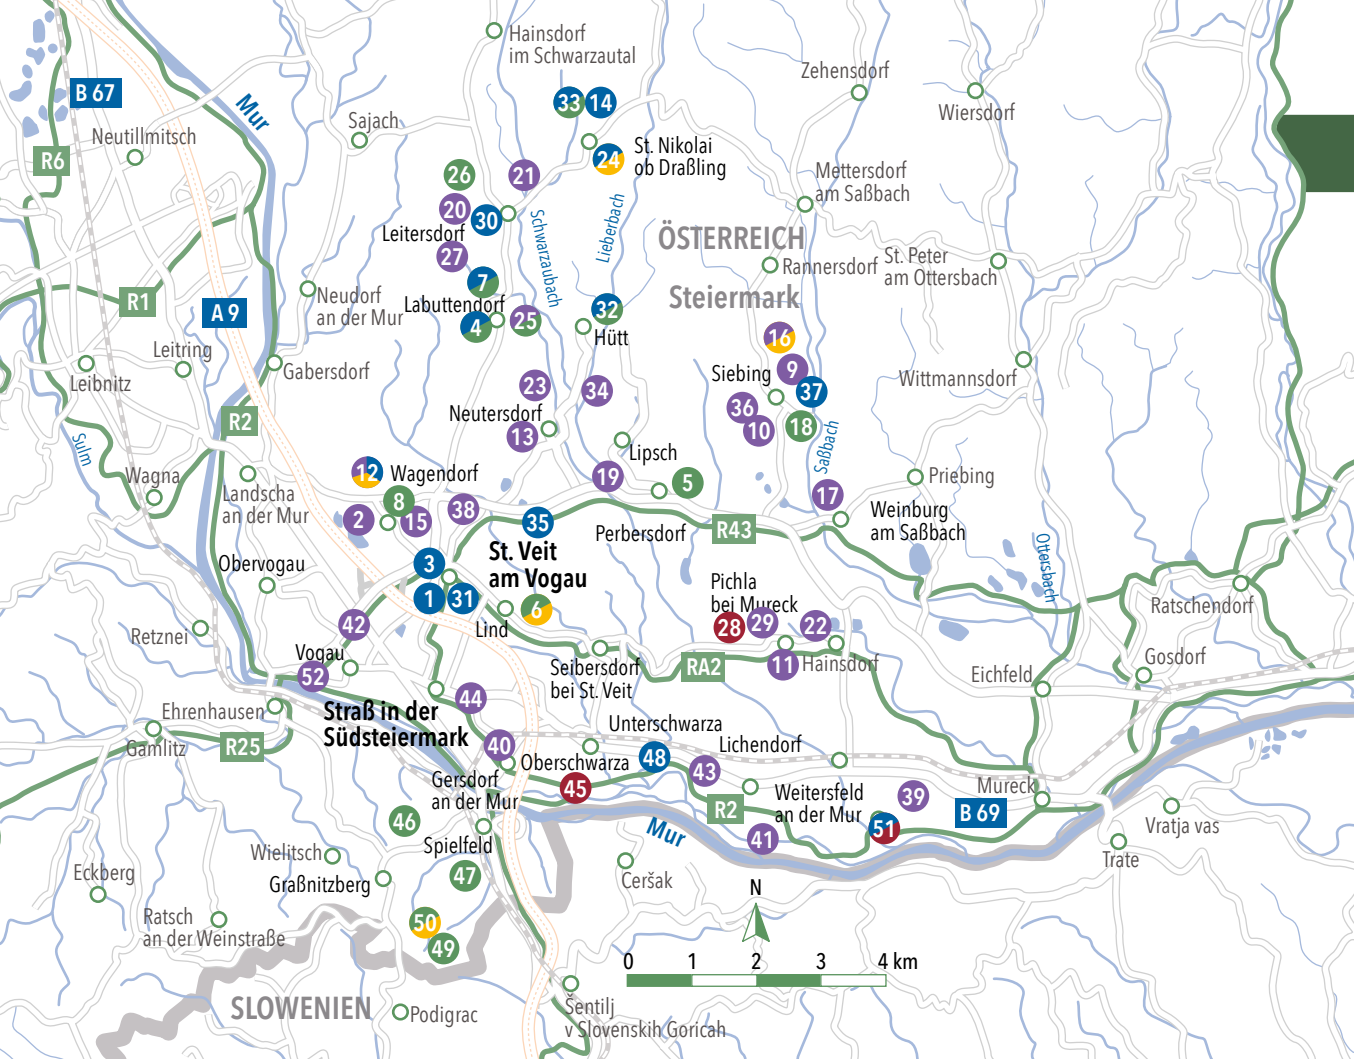 Hainsdorf
im Schwarzautal
Zehensdorf
B 67
Mur
33
14
Wiersdorf
Sajach
Neutillmitsch
St. Nikolai
ob Draßling
24
R6
26
21
Mettersdorf
am Saßbach
20
30
Leitersdorf
Schwarzaubach
Liebenbach
ÖSTERREICH
27
Rannersdorf
St. Peter
am Ottersbach
7
Steiermark
Neudorf
an der Mur
Labuttendorf
R1
A 9
4
25
32
Hütt
16
Leitring
Leibnitz
Gabersdorf
Siebing
9
Wittmannsdorf
23
34
37
36
Neutersdorf
R2
13
10
18
Saßbach
Sulm
Lipsch
12
Wagendorf
Wagna
19
5
Priebing
Landscha
an der Mur
8
17
2
15
38
35
Perbersdorf
R43
Weinburg
am Saßbach
St. Veit
am Vogau
Obervogau
3
Ottersbach
Pichla
bei Mureck
1
31
6
Ratschendorf
Retznei
42
Lind
28
29
22
Vogau
52
Seibersdorf
bei St. Veit
RA2
11
Hainsdorf
Gosdorf
Eichfeld
44
Straß in der
Südsteiermark
Ehrenhausen
Gamlitz
R25
40
Unterschwarza
Oberschwarza
48
Lichendorf
43
Gersdorf
an der Mur
45
Weitersfeld
an der Mur
39
Mureck
R2
B 69
46
Mur
41
51
Vratja vas
Spielfeld
Wielitsch
Trate
Eckberg
Graßnitzberg
47
Ceršak
N
Ratsch
an der Weinstraße
50
49
0 1 2 3 4 km
SLOWENIEN
Podigrac
Šentilj
v Slovenskih Goricah